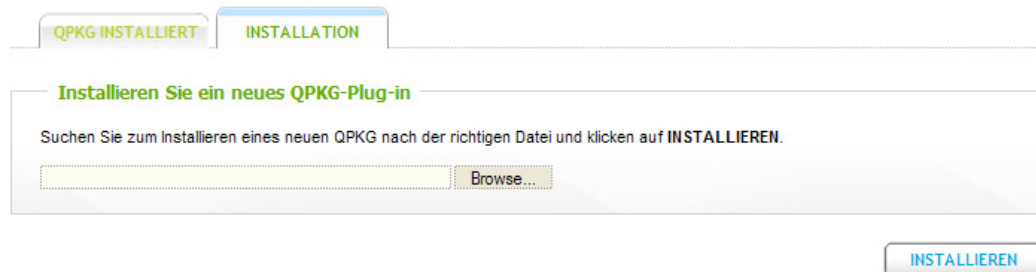 QPKG INSTALLIERT INSTALLATION
Installieren Sie ein neues QPKG-Plug-in
Suchen Sie zum Installieren eines neuen QPKG nach der richtigen Datei und klicken auf INSTALLIEREN.
Browse...
INSTALLIEREN